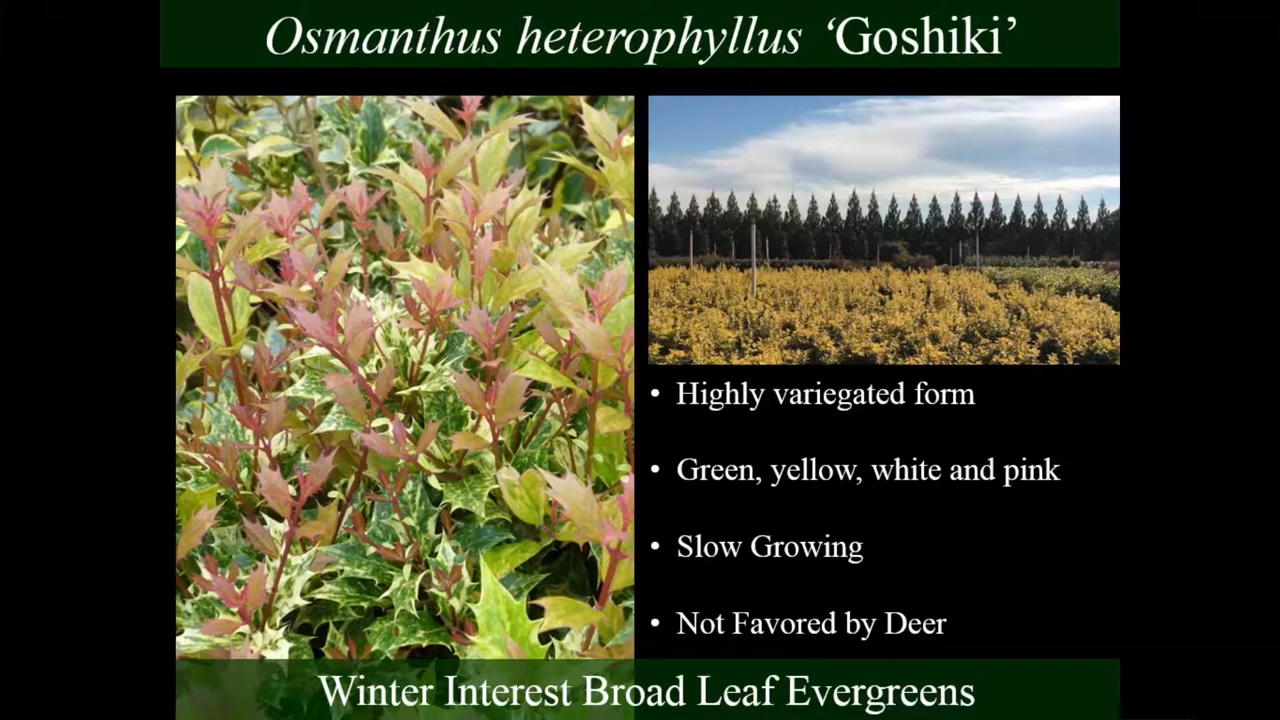 Osmanthus heterophyllus ‘Goshiki’
• Highly variegated form
• Green, yellow, white and pink
• Slow Growing
• Not Favored by Deer
Winter Interest Broad Leaf Evergreens